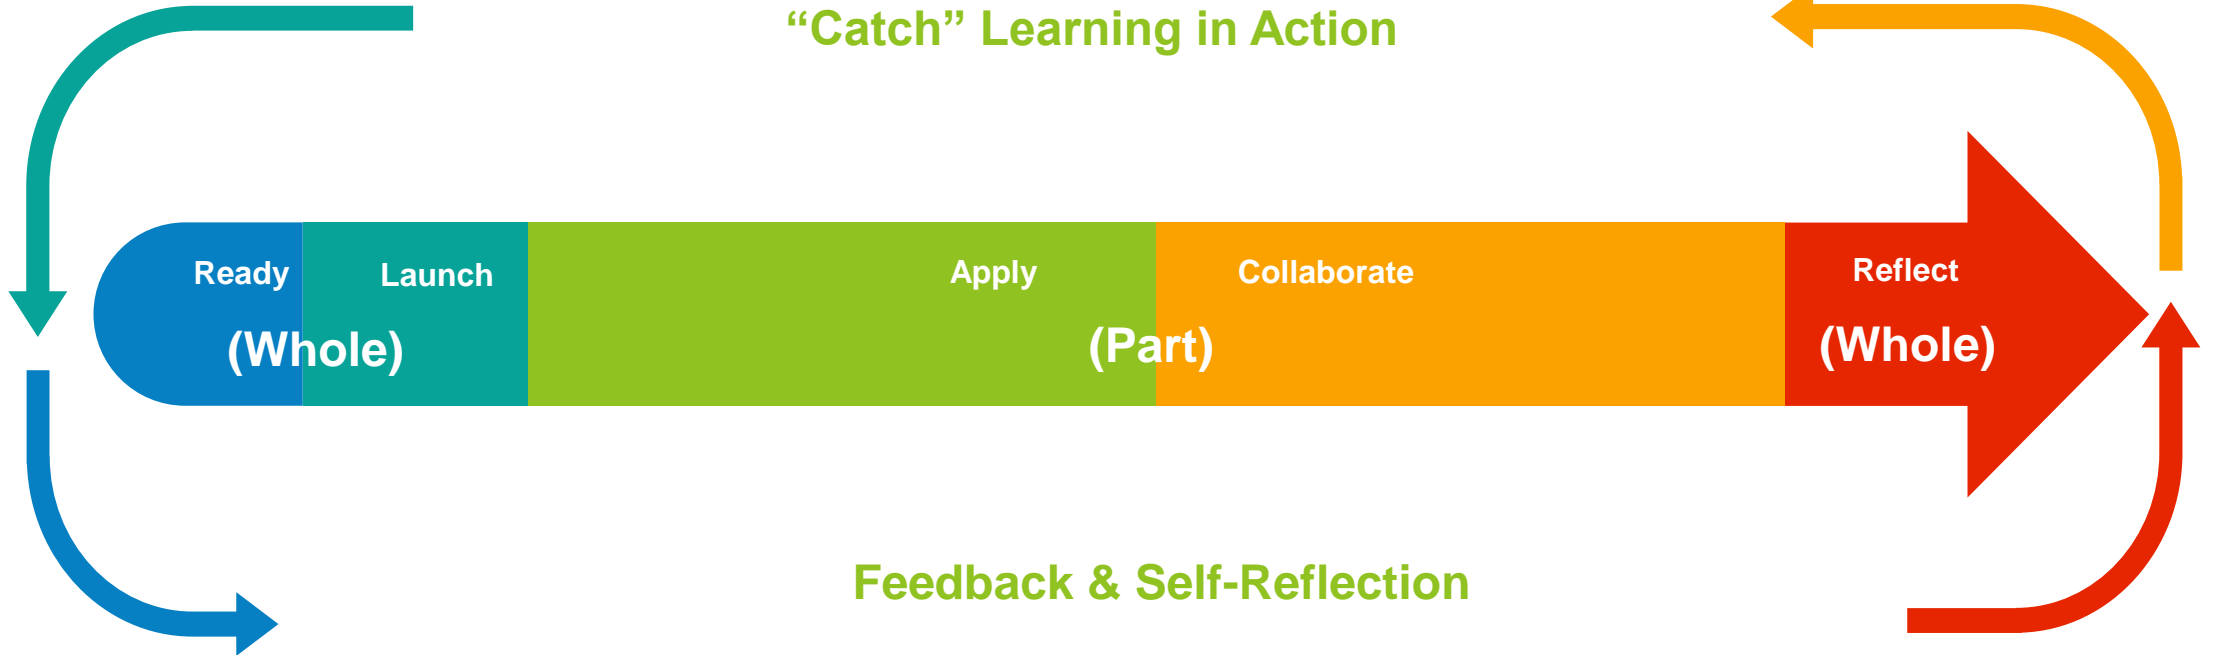 “Catch” Learning in Action
Ready
Launch
Apply
Collaborate
Reflect
(Whole)
(Part)
(Whole)
Feedback & Self-Reflection